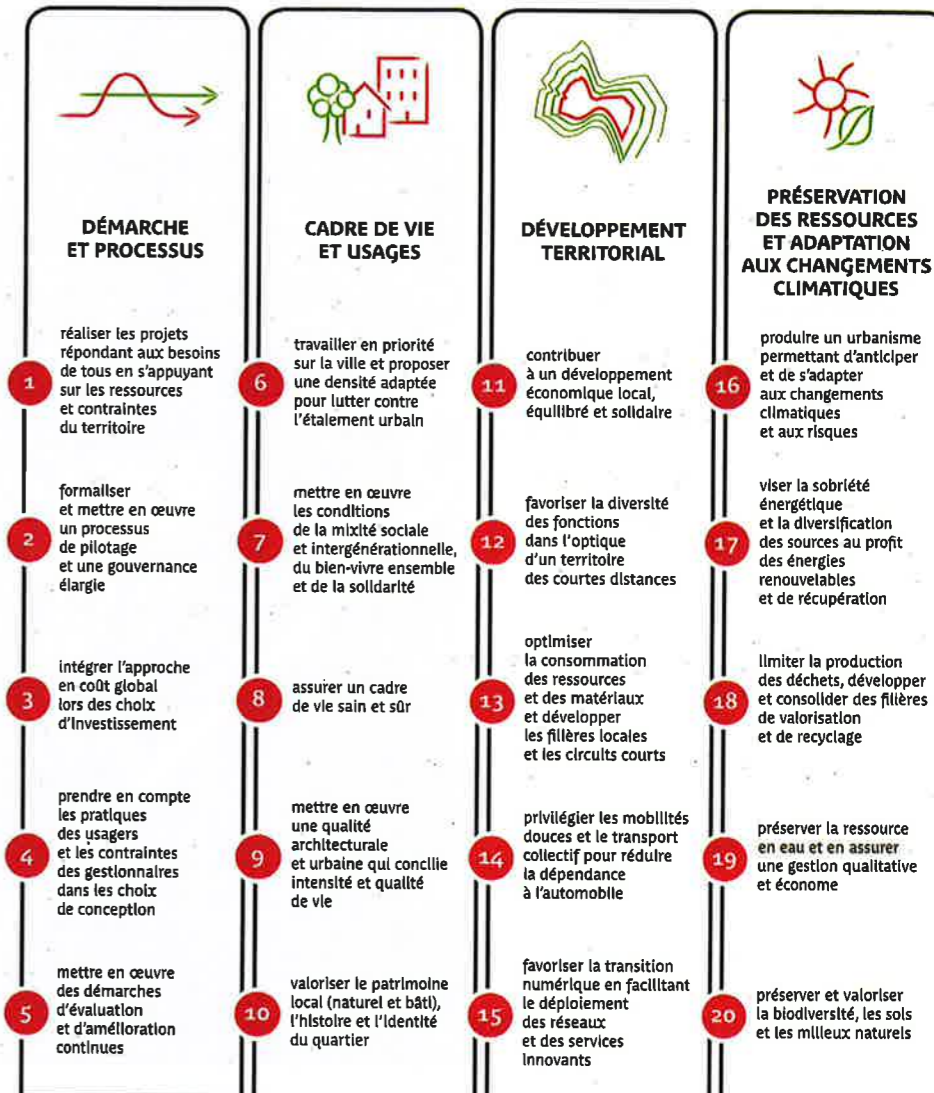 DÉMARCHE
ET PROCESSUS
1
réaliser les projets
répondant aux besoins
de tous en s'appuyant
sur les ressources
et contraintes
du territoire
2
formaliser
et mettre en œuvre
un processus
de pilotage
et une gouvernance
élargie
3
intégrer l'approche
en coût global
lors des choix
d'investissement
4
prendre en compte
les pratiques
des usagers
et les contraintes
des gestionnaires
dans les choix
de conception
5
mettre en œuvre
des démarches
d'évaluation
et d'amélioration
continues
CADRE DE VIE
ET USAGES
6
travailler en priorité
sur la ville et proposer
une densité adaptée
pour lutter contre
l'étalement urbain
7
mettre en œuvre
les conditions
de la mixité sociale
et intergénérationnelle,
du bien-vivre ensemble
et de la solidarité
8
assurer un cadre
de vie sain et sûr
9
mettre en œuvre
une qualité
architecturale
et urbaine qui concilie
intensité et qualité
de vie
10
valoriser le patrimoine
local (naturel et bâti),
l'histoire et l'identité
du quartier
DÉVELOPPEMENT
TERRITORIAL
11
contribuer
à un développement
économique local,
équilibré et solidaire
12
favoriser la diversité
des fonctions
dans l'optique
d'un territoire
des courtes distances
13
optimiser
la consommation
des ressources
et des matériaux
et développer
les filières locales
et les circuits courts
14
privilégier les mobilités
douces et le transport
collectif pour réduire
la dépendance
à l'automobile
15
favoriser la transition
numérique en facilitant
le déploiement
des réseaux
et des services
innovants
PRÉSERVATION
DES RESSOURCES
ET ADAPTATION
AUX CHANGEMENTS
CLIMATIQUES
16
produire un urbanisme
permettant d'anticiper
et de s'adapter
aux changements
climatiques
et aux risques
17
viser la sobriété
énergétique
et la diversification
des sources au profit
des énergies
renouvelables
et de récupération
18
limiter la production
des déchets, développer
et consolider des filières
de valorisation
et de recyclage
19
préserver la ressource
en eau et en assurer
une gestion qualitative
et économe
20
préserver et valoriser
la biodiversité, les sols
et les milieux naturels